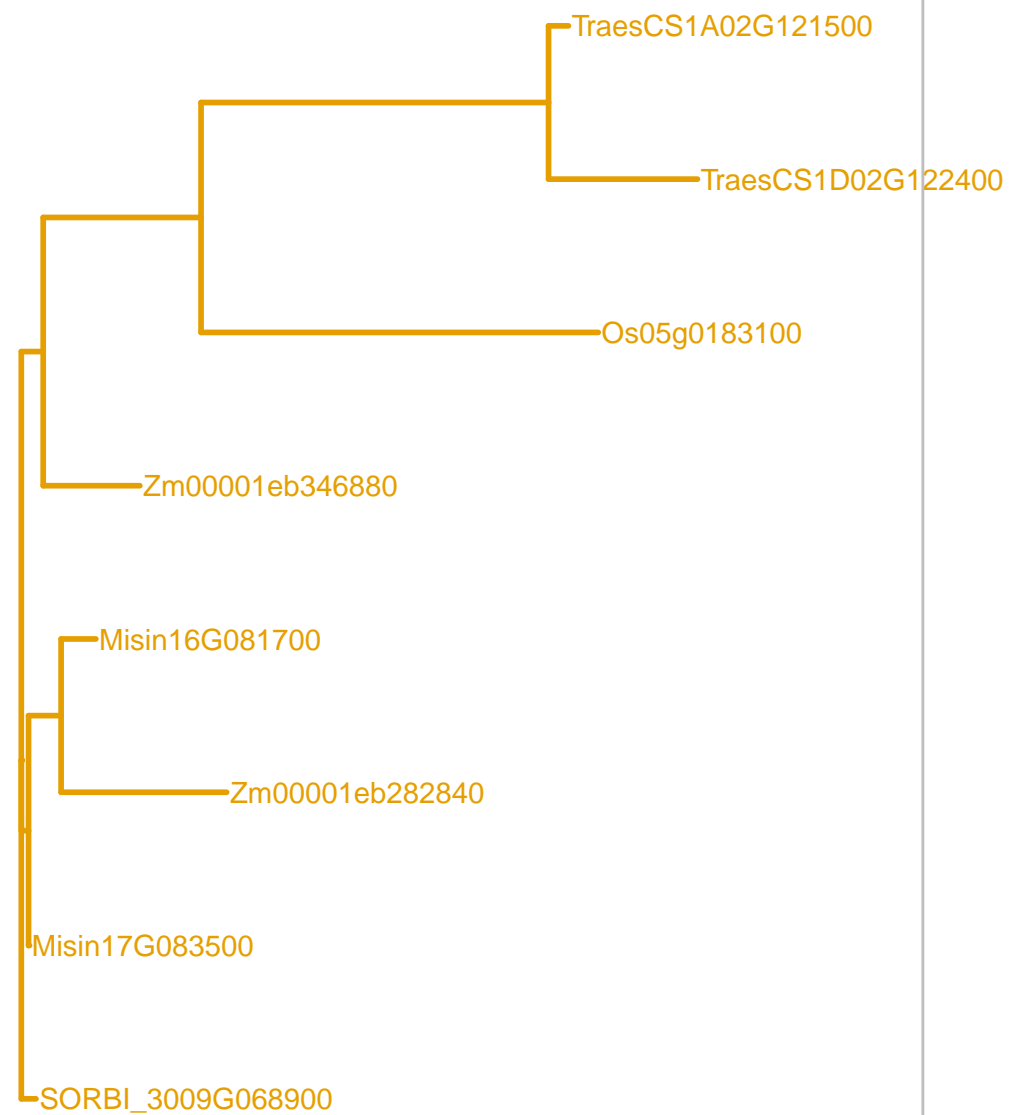 TraesCS1A02G121500
TraesCS1D02G122400
Os05g0183100
Zm00001eb346880
Misin16G081700
Zm00001eb282840
Misin17G083500
SORBI_3009G068900